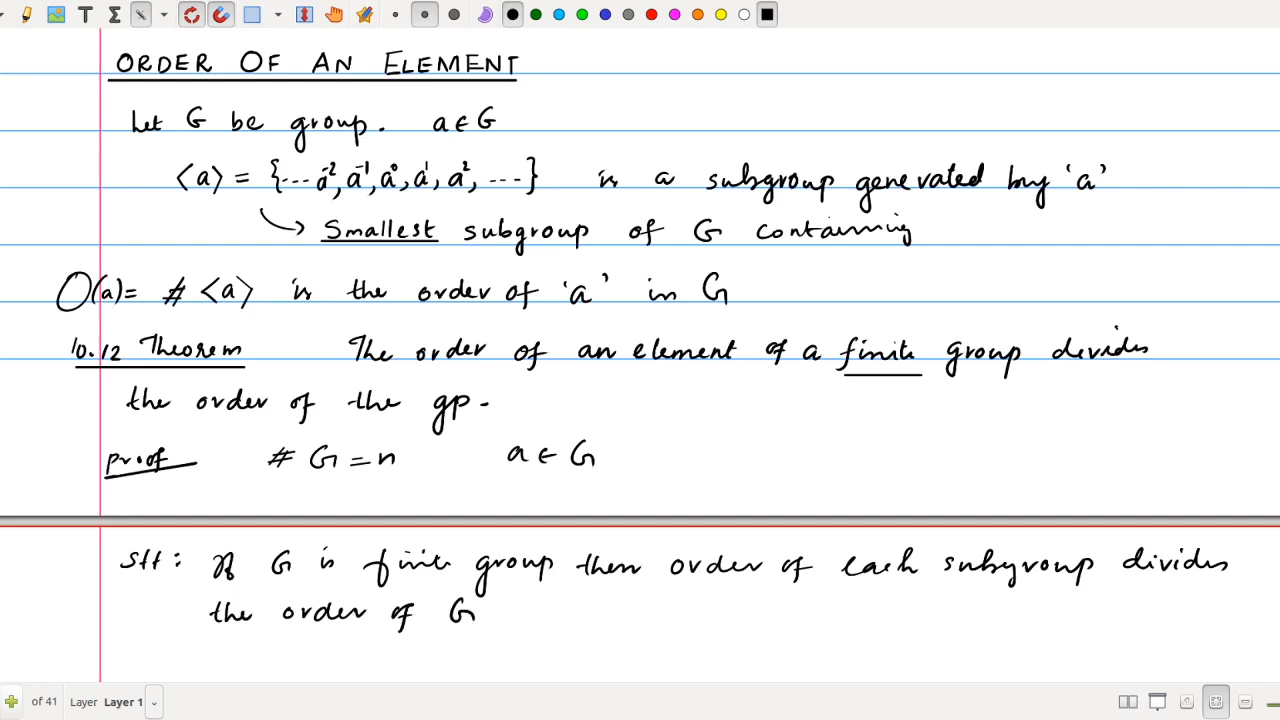 ORDER OF AN ELEMENT
Let G be group. a ∈ G
⟨a⟩ = {... a⁻², a⁻¹, a⁰, a¹, a², ...} is a subgroup generated by 'a'
↳ Smallest subgroup of G containing
O(a) = # ⟨a⟩ is the order of 'a' in G
10.12 Theorem The order of an element of a finite group divides
the order of the gp.
Proof # G = n a ∈ G
Stt: If G is finite group then order of each subgroup divides
the order of G
of 41 Layer Layer 1